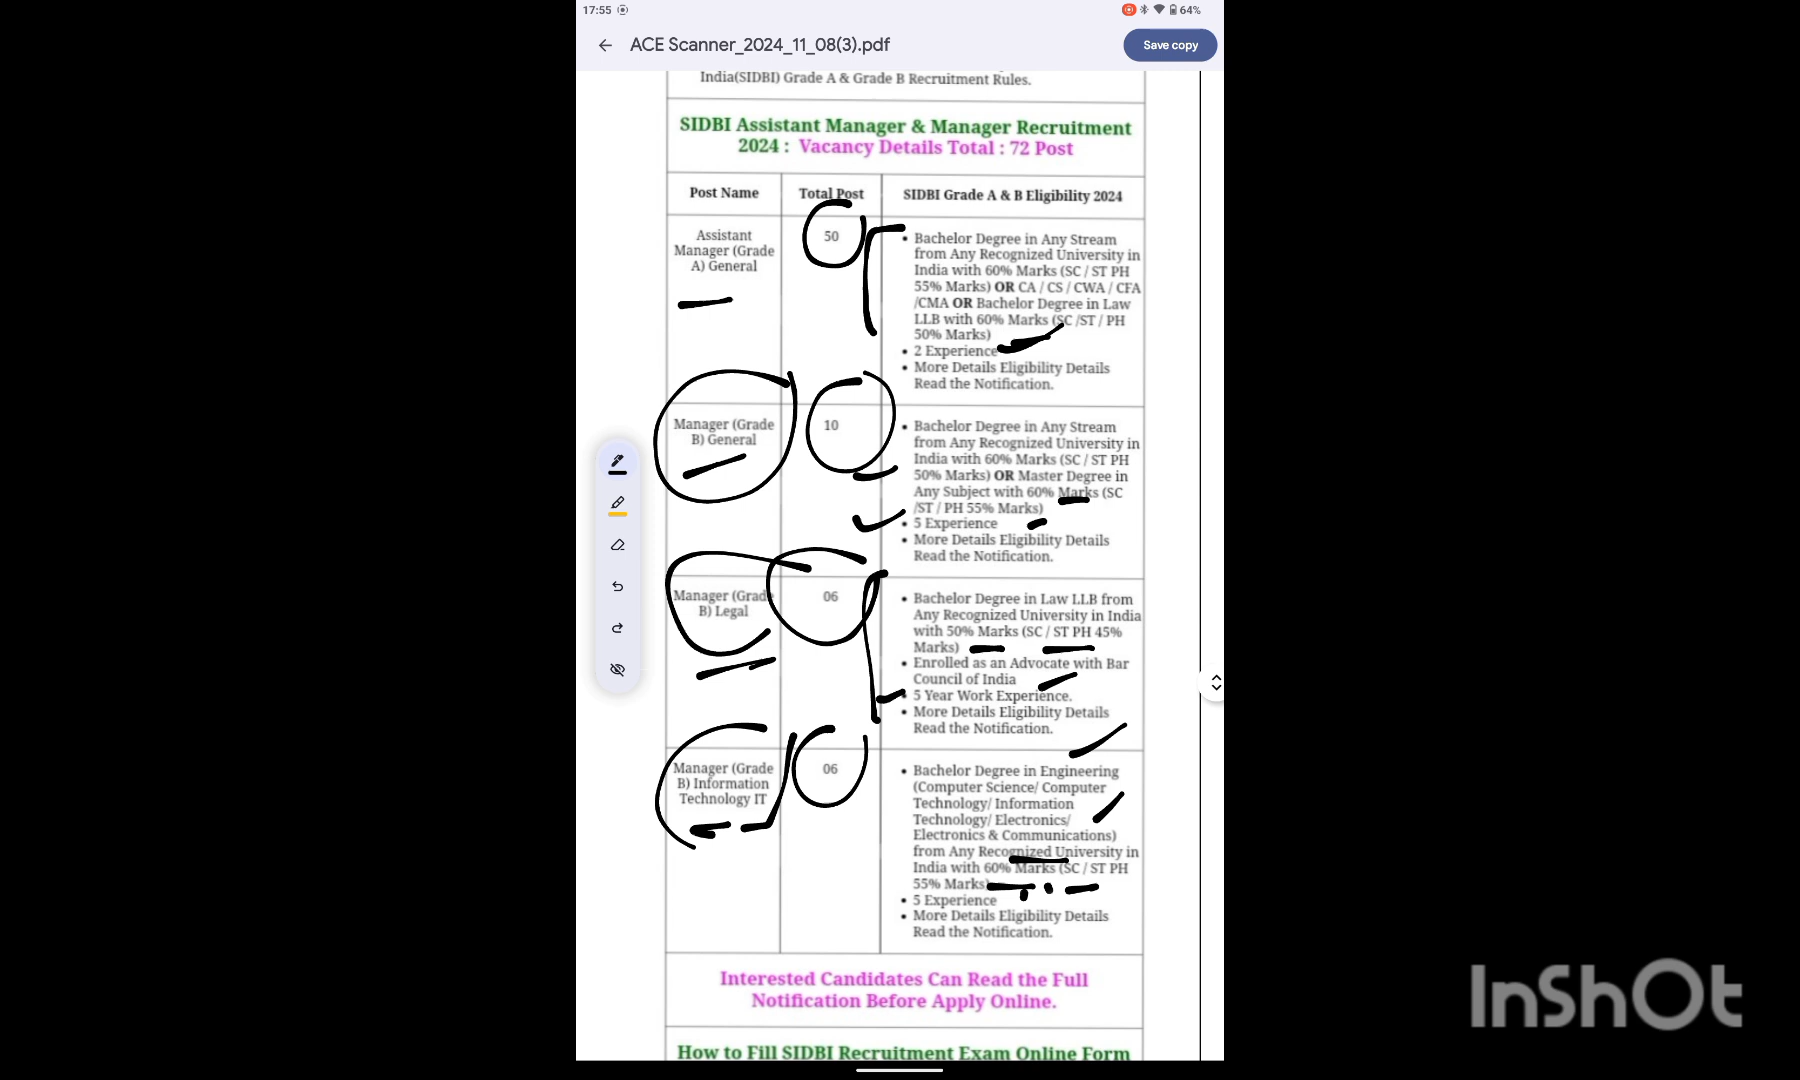 17:55
64%
ACE Scanner_2024_11_08(3).pdf
Save copy
India(SIDBI) Grade A & Grade B Recruitment Rules.
SIDBI Assistant Manager & Manager Recruitment
2024 : Vacancy Details Total : 72 Post
Post Name
Total Post
SIDBI Grade A & B Eligibility 2024
Assistant
Manager (Grade
A) General
50
• Bachelor Degree in Any Stream
from Any Recognized University in
India with 60% Marks (SC / ST PH
55% Marks) OR CA / CS / CWA / CFA
/CMA OR Bachelor Degree in Law
LLB with 60% Marks (SC /ST / PH
50% Marks)
• 2 Experience
• More Details Eligibility Details
Read the Notification.
Manager (Grade
B) General
10
• Bachelor Degree in Any Stream
from Any Recognized University in
India with 60% Marks (SC / ST PH
50% Marks) OR Master Degree in
Any Subject with 60% Marks (SC
/ST / PH 55% Marks)
• 5 Experience
• More Details Eligibility Details
Read the Notification.
Manager (Grade
B) Legal
06
• Bachelor Degree in Law LLB from
Any Recognized University in India
with 50% Marks (SC / ST PH 45%
Marks)
• Enrolled as an Advocate with Bar
Council of India
• 5 Year Work Experience.
• More Details Eligibility Details
Read the Notification.
Manager (Grade
B) Information
Technology IT
06
• Bachelor Degree in Engineering
(Computer Science/ Computer
Technology/ Information
Technology/ Electronics/
Electronics & Communications)
from Any Recognized University in
India with 60% Marks (SC / ST PH
55% Marks)
• 5 Experience
• More Details Eligibility Details
Read the Notification.
Interested Candidates Can Read the Full
Notification Before Apply Online.
How to Fill SIDBI Recruitment Exam Online Form
InShOt